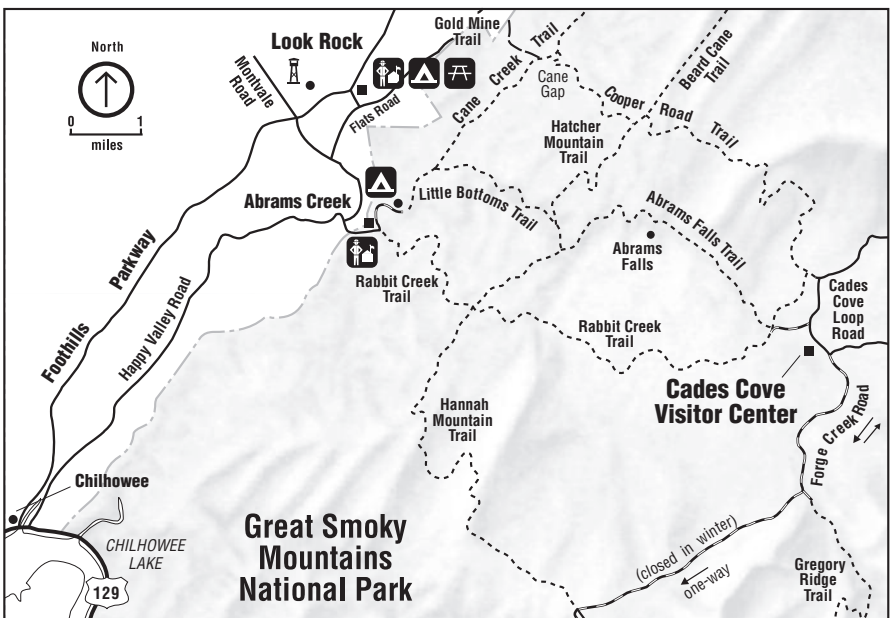 North
0 1
miles
Look Rock
Montvale
Road
Gold Mine
Trail
Flats Road
Cane Creek Trail
Cane
Gap
Beard Cane
Trail
Cooper Road Trail
Hatcher
Mountain
Trail
Abrams Creek
Little Bottoms Trail
Abrams Falls Trail
Abrams
Falls
Rabbit Creek
Trail
Rabbit Creek
Trail
Cades
Cove
Loop
Road
Foothills Parkway
Happy Valley Road
Cades Cove
Visitor Center
Hannah
Mountain
Trail
Forge Creek Road
Chilhowee
CHILHOWEE
LAKE
129
Great Smoky
Mountains
National Park
(closed in winter)
one-way
Gregory
Ridge
Trail